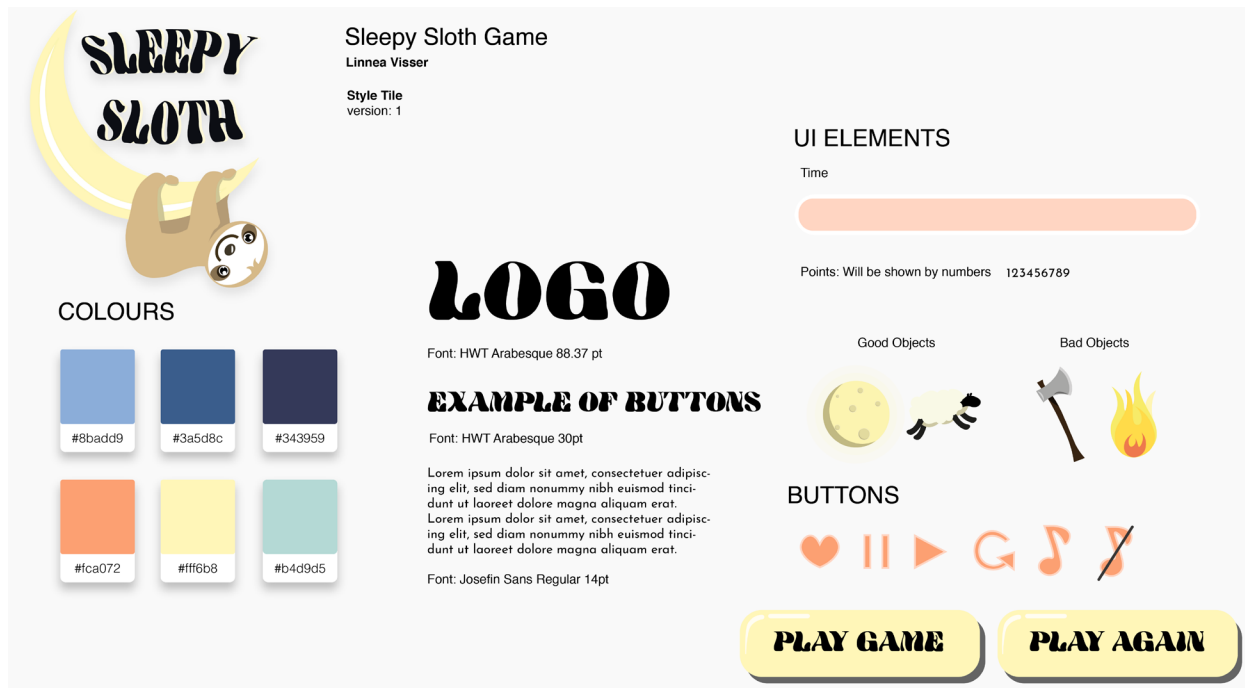 SLEEPY
SLOTH
Sleepy Sloth Game
Linnea Visser
Style Tile
version: 1
COLOURS
#8badd9
#3a5d8c
#343959
#fca072
#fff6b8
#b4d9d5
LOGO
Font: HWT Arabesque 88.37 pt
EXAMPLE OF BUTTONS
Font: HWT Arabesque 30pt
Lorem ipsum dolor sit amet, consectetuer adipisc-
ing elit, sed diam nonummy nibh euismod tinci-
dunt ut laoreet dolore magna aliquam erat.
Lorem ipsum dolor sit amet, consectetuer adipisc-
ing elit, sed diam nonummy nibh euismod tinci-
dunt ut laoreet dolore magna aliquam erat.
Font: Josefin Sans Regular 14pt
UI ELEMENTS
Time
Points: Will be shown by numbers 123456789
Good Objects
Bad Objects
BUTTONS
PLAY GAME
PLAY AGAIN